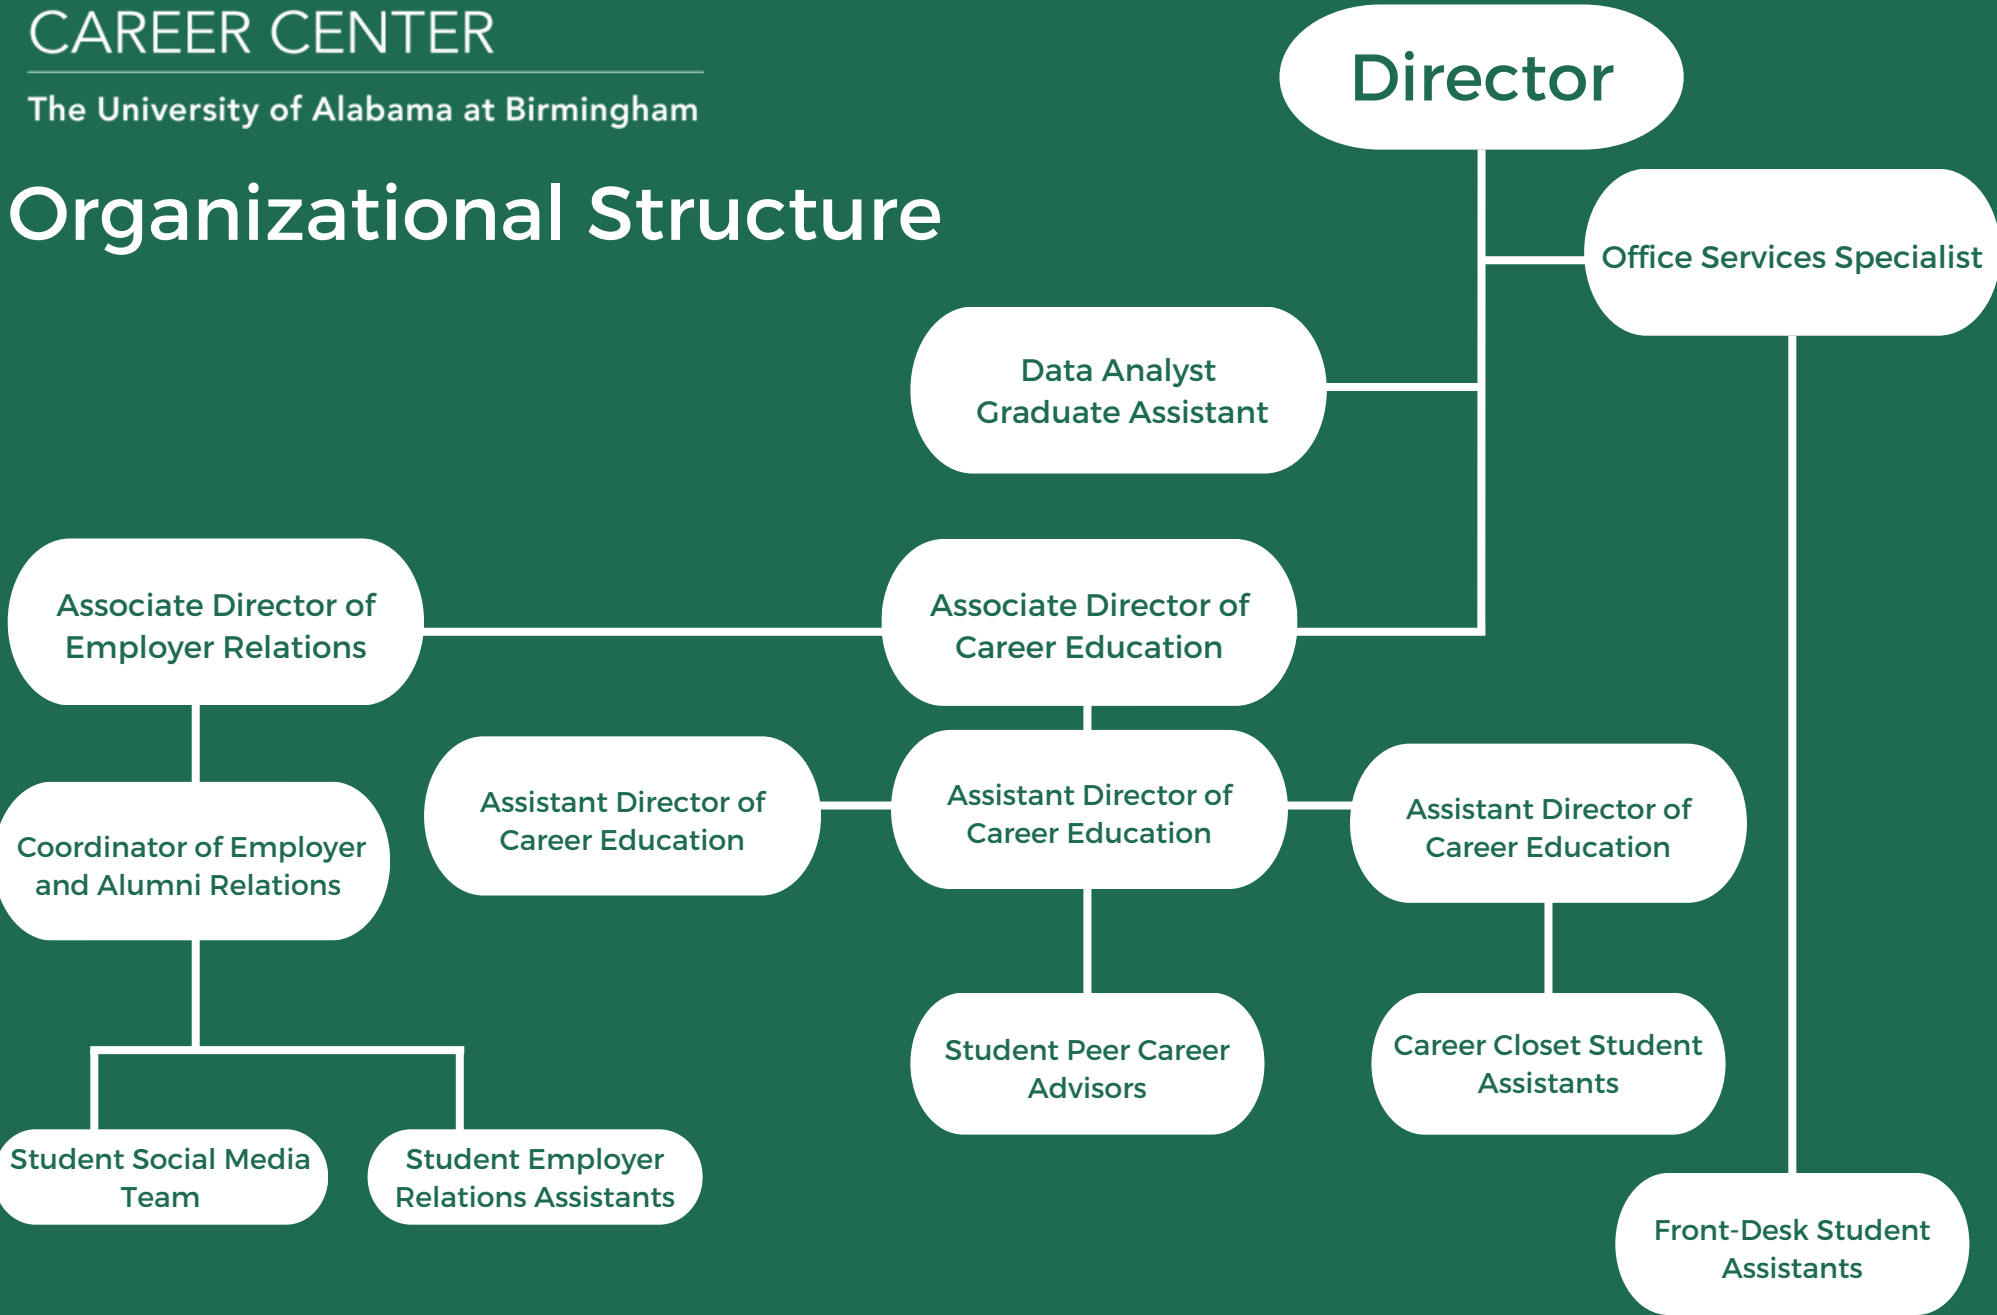 CAREER CENTER
The University of Alabama at Birmingham
Organizational Structure
Director
Office Services Specialist
Data Analyst
Graduate Assistant
Associate Director of
Employer Relations
Associate Director of
Career Education
Assistant Director of
Career Education
Assistant Director of
Career Education
Assistant Director of
Career Education
Coordinator of Employer
and Alumni Relations
Student Peer Career
Advisors
Career Closet Student
Assistants
Student Social Media
Team
Student Employer
Relations Assistants
Front-Desk Student
Assistants